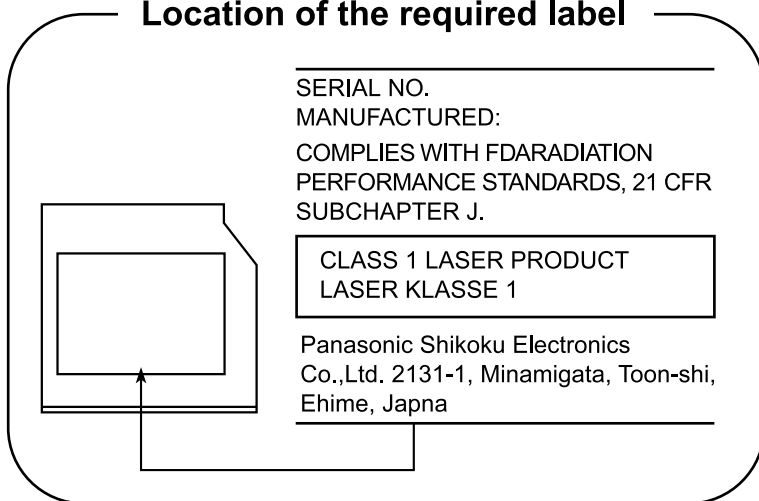 Location of the required label
SERIAL NO.
MANUFACTURED:
COMPLIES WITH FDARADIATION
PERFORMANCE STANDARDS, 21 CFR
SUBCHAPTER J.
CLASS 1 LASER PRODUCT
LASER KLASSE 1
Panasonic Shikoku Electronics
Co.,Ltd. 2131-1, Minamigata, Toon-shi,
Ehime, Japna